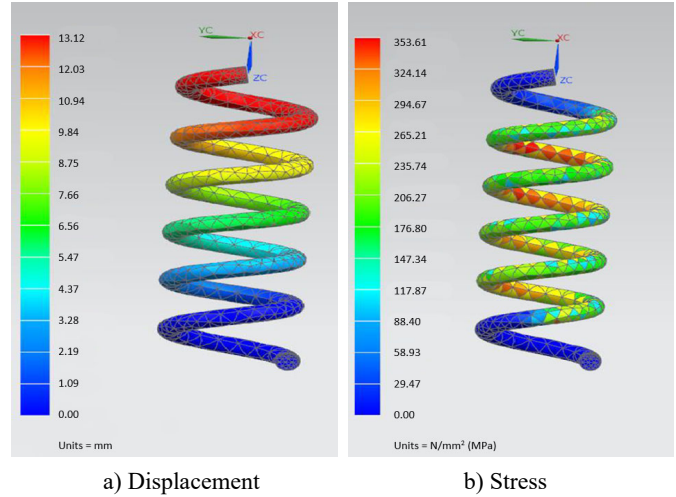 YC
XC
ZC
13.12
12.03
10.94
9.84
8.75
7.66
6.56
5.47
4.37
3.28
2.19
1.09
0.00
Units = mm
a) Displacement
YC
XC
ZC
353.61
324.14
294.67
265.21
235.74
206.27
176.80
147.34
117.87
88.40
58.93
29.47
0.00
Units = N/mm² (MPa)
b) Stress